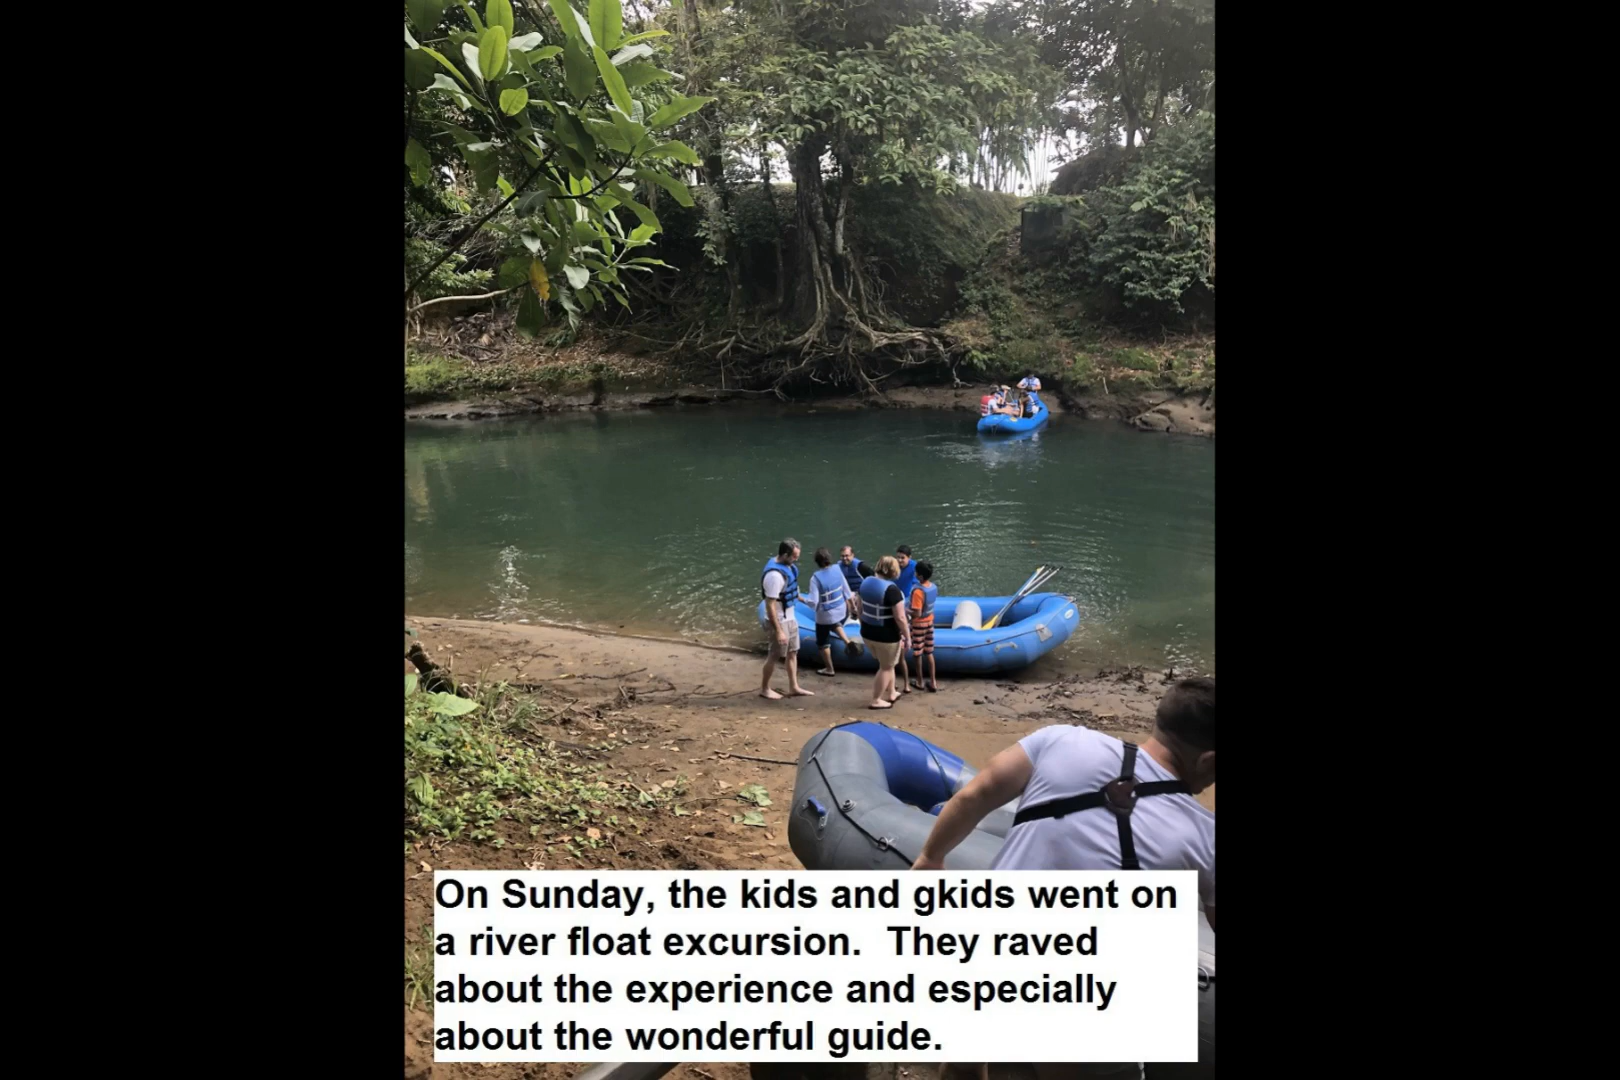 On Sunday, the kids and gkids went on
a river float excursion.  They raved
about the experience and especially
about the wonderful guide.